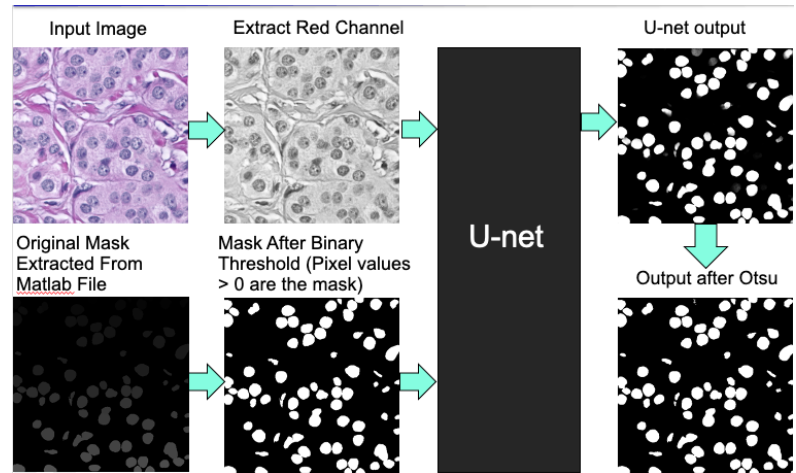 Input Image
Extract Red Channel
U-net output
Original Mask
Extracted From
Matlab File
Mask After Binary
Threshold (Pixel values
> 0 are the mask)
U-net
Output after Otsu